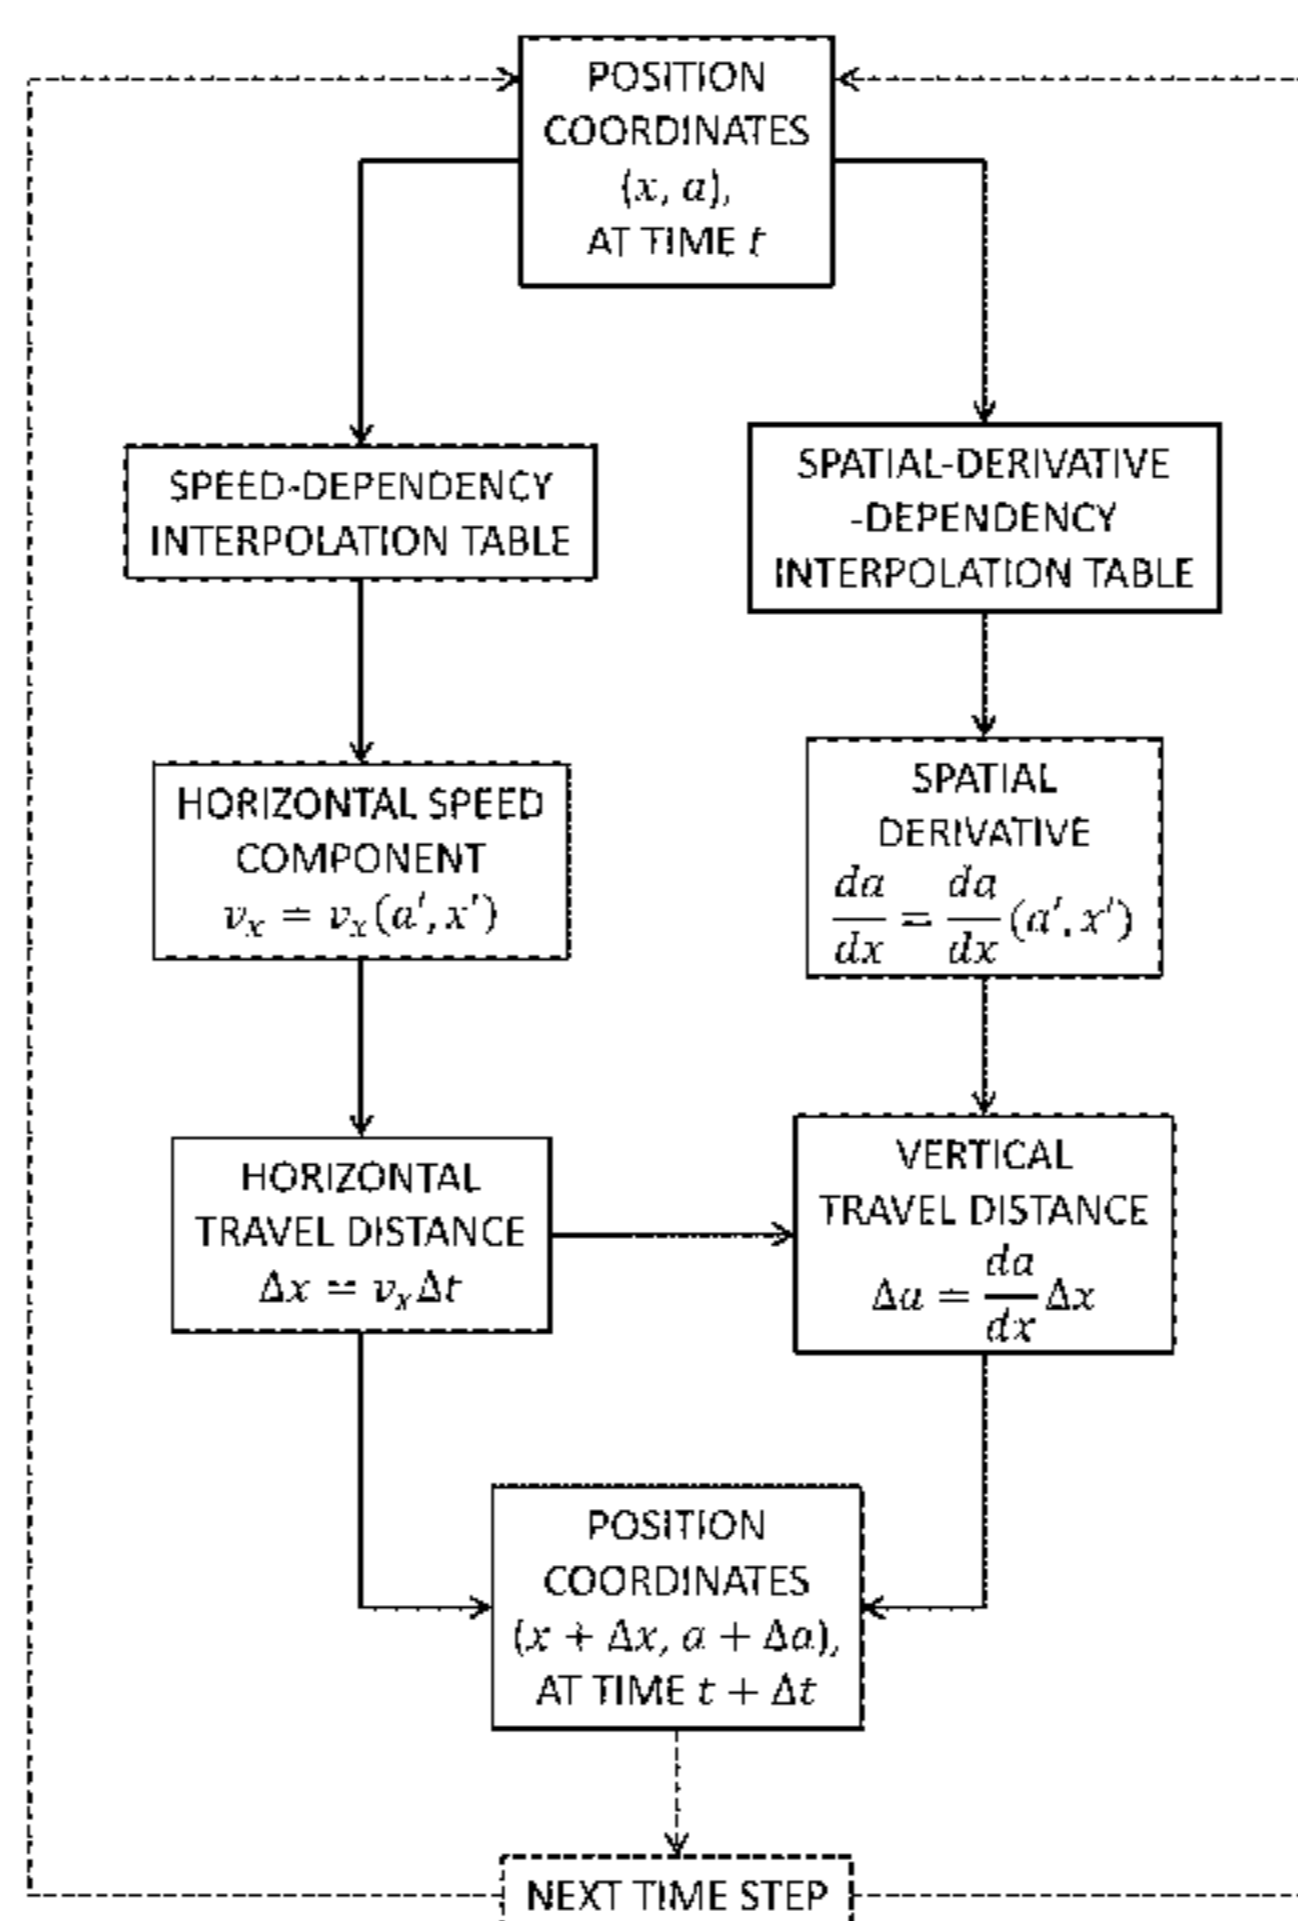 POSITION
COORDINATES
(x, a),
AT TIME t
SPEED-DEPENDENCY
INTERPOLATION TABLE
SPATIAL-DERIVATIVE
-DEPENDENCY
INTERPOLATION TABLE
HORIZONTAL SPEED
COMPONENT
v_x = v_x(a′, x′)
SPATIAL
DERIVATIVE
da/dx = da/dx (a′, x′)
HORIZONTAL
TRAVEL DISTANCE
Δx = v_xΔt
VERTICAL
TRAVEL DISTANCE
Δa = da/dx Δx
POSITION
COORDINATES
(x + Δx, a + Δa),
AT TIME t + Δt
NEXT TIME STEP